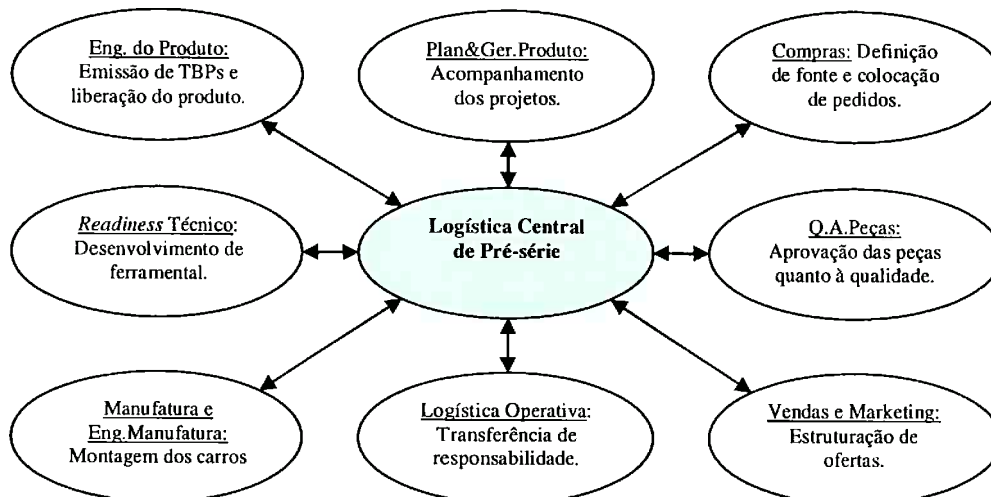 Eng. do Produto:
Emissão de TBPs e
liberação do produto.
Plan&Ger.Produto:
Acompanhamento
dos projetos.
Compras: Definição
de fonte e colocação
de pedidos.
Readiness Técnico:
Desenvolvimento de
ferramental.
Logística Central
de Pré-série
Q.A.Peças:
Aprovação das peças
quanto à qualidade.
Manufatura e
Eng.Manufatura:
Montagem dos carros
Logística Operativa:
Transferência de
responsabilidade.
Vendas e Marketing:
Estruturação de
ofertas.